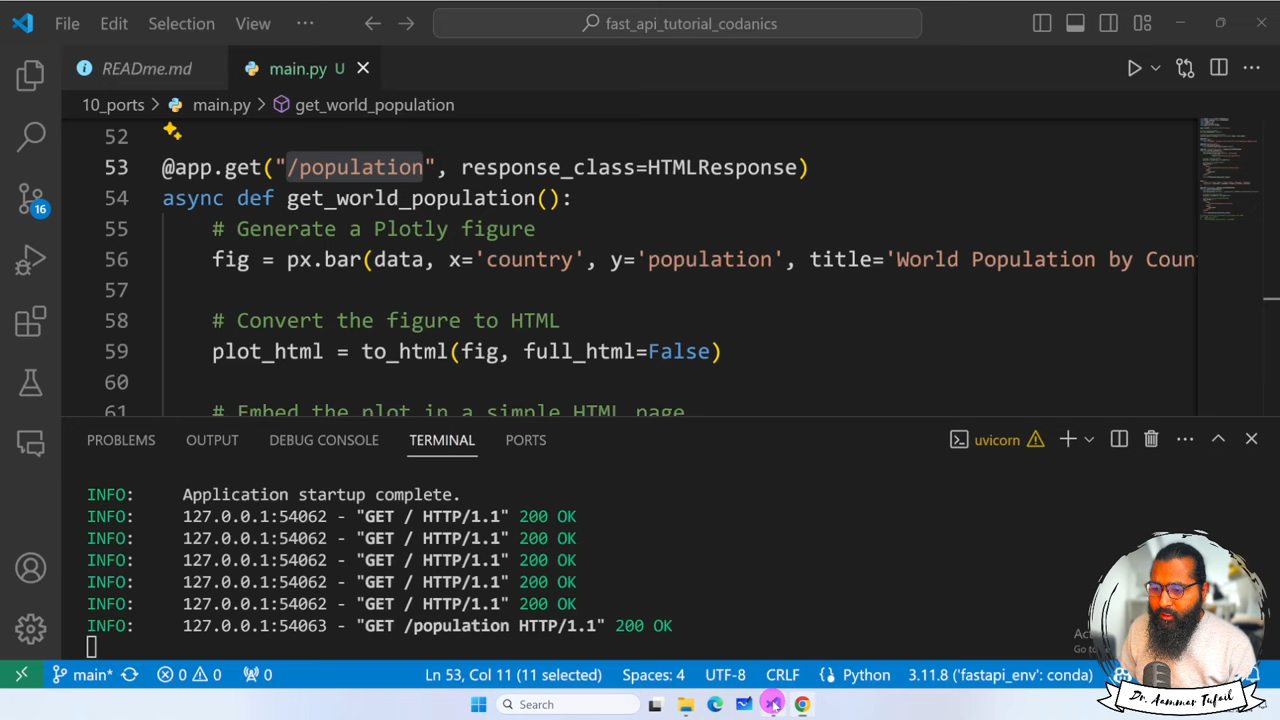 File Edit Selection View ··· fast_api_tutorial_codanics
READme.md main.py U
10_ports > main.py > get_world_population
52
53 @app.get("/population", response_class=HTMLResponse)
54 async def get_world_population():
55 # Generate a Plotly figure
56 fig = px.bar(data, x='country', y='population', title='World Population by Coun
57
58 # Convert the figure to HTML
59 plot_html = to_html(fig, full_html=False)
60
61 # Embed the plot in a simple HTML page
16
PROBLEMS OUTPUT DEBUG CONSOLE TERMINAL PORTS uvicorn
INFO: Application startup complete.
INFO: 127.0.0.1:54062 - "GET / HTTP/1.1" 200 OK
INFO: 127.0.0.1:54062 - "GET / HTTP/1.1" 200 OK
INFO: 127.0.0.1:54062 - "GET / HTTP/1.1" 200 OK
INFO: 127.0.0.1:54062 - "GET / HTTP/1.1" 200 OK
INFO: 127.0.0.1:54062 - "GET / HTTP/1.1" 200 OK
INFO: 127.0.0.1:54063 - "GET /population HTTP/1.1" 200 OK
main* 0 0 0 Ln 53, Col 11 (11 selected) Spaces: 4 UTF-8 CRLF Python 3.11.8 ('fastapi_env': conda)
Dr. Aammar Tufail
Search